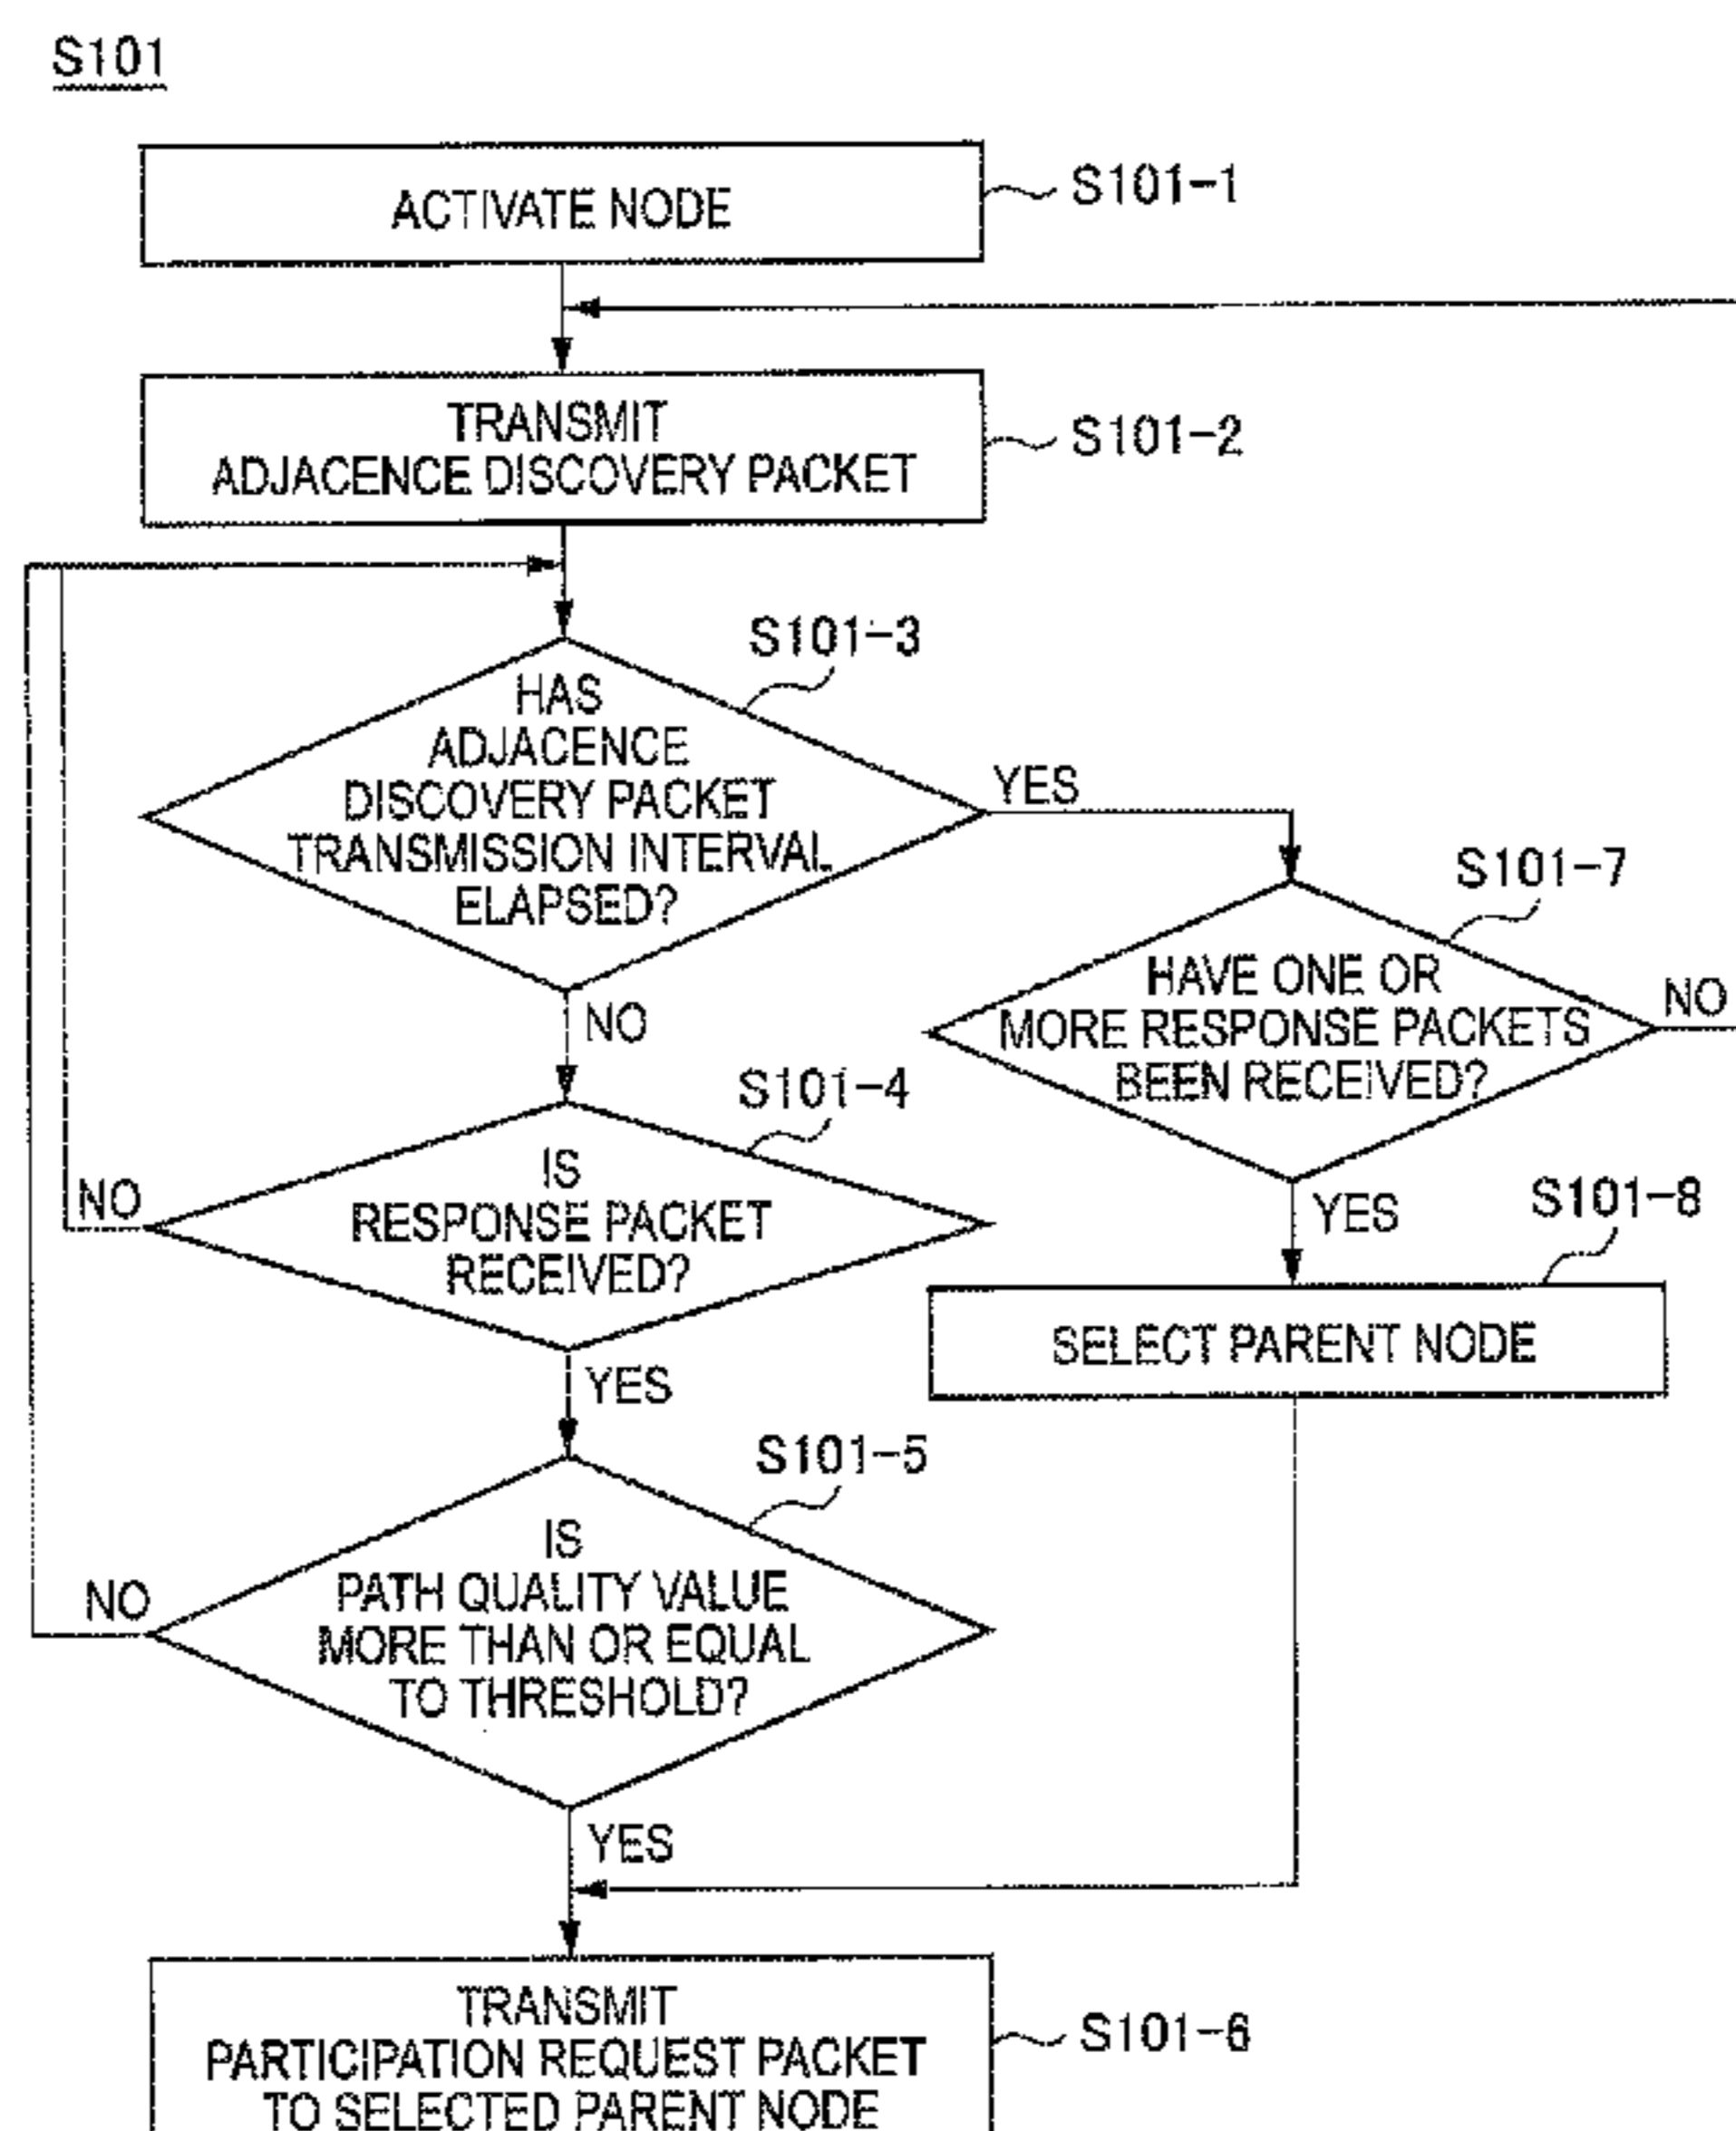 S101
ACTIVATE NODE
S101-1
TRANSMIT
ADJACENCE DISCOVERY PACKET
S101-2
S101-3
HAS
ADJACENCE
DISCOVERY PACKET
TRANSMISSION INTERVAL
ELAPSED?
YES
NO
S101-7
HAVE ONE OR
MORE RESPONSE PACKETS
BEEN RECEIVED?
NO
YES
S101-4
IS
RESPONSE PACKET
RECEIVED?
NO
YES
S101-8
SELECT PARENT NODE
S101-5
IS
PATH QUALITY VALUE
MORE THAN OR EQUAL
TO THRESHOLD?
NO
YES
TRANSMIT
PARTICIPATION REQUEST PACKET
TO SELECTED PARENT NODE
S101-6